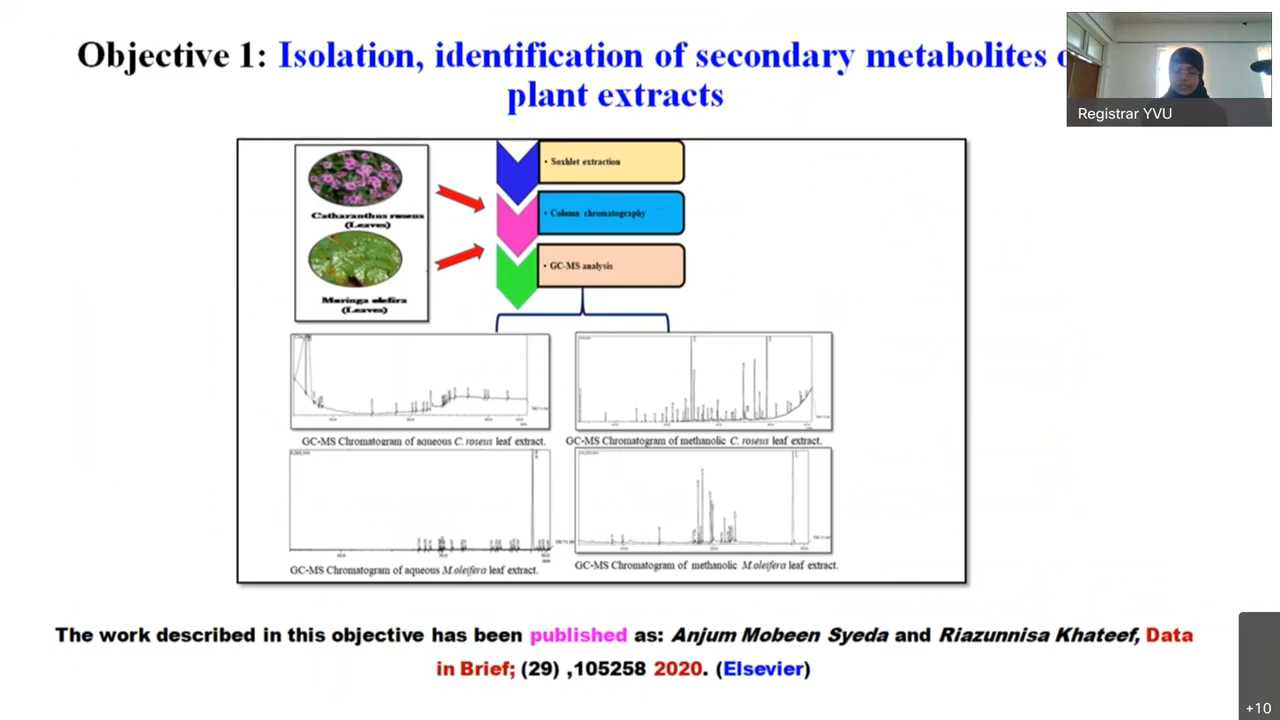 Objective 1: Isolation, identification of secondary metabolites
plant extracts
Registrar YVU
• Soxhlet extraction
Catharanthus roseus
(Leaves)
• Column chromatography
• GC-MS analysis
Moringa olefira
(Leaves)
GC-MS Chromatogram of aqueous C. roseus leaf extract.
GC-MS Chromatogram of methanolic C. roseus leaf extract.
GC-MS Chromatogram of aqueous M.oleifera leaf extract.
GC-MS Chromatogram of methanolic M.oleifera leaf extract.
The work described in this objective has been published as: Anjum Mobeen Syeda and Riazunnisa Khateef, Data
in Brief; (29) ,105258 2020. (Elsevier)
+10